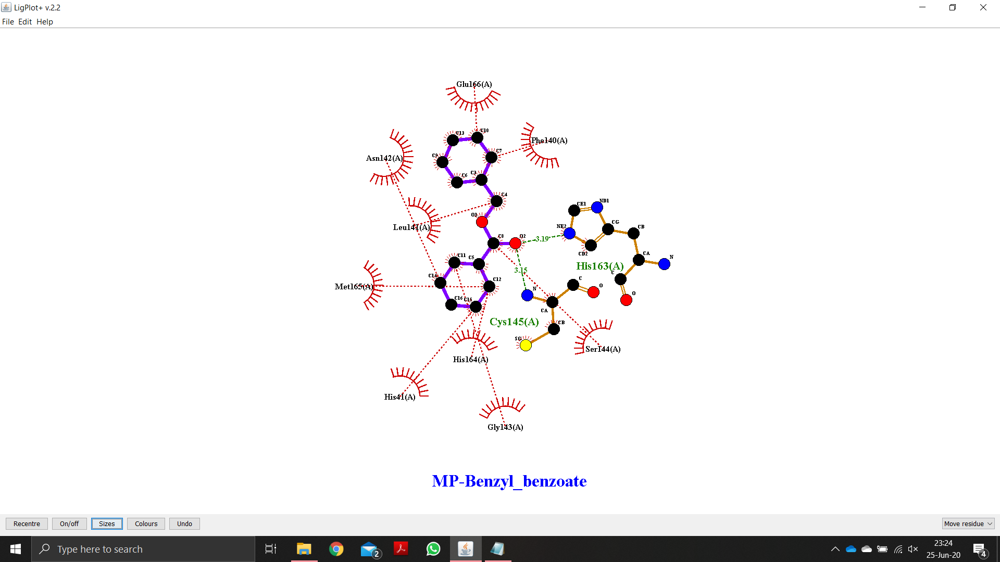 LigPlot+ v.2.2
File Edit Help
Glu166(A)
C13 C10
Phe140(A)
C7
C9
Asn142(A)
C6 C3
C4
CE1 ND1
O1
Leu141(A)
NE2 CG CB
C8 O2
3.19
CD2
C11 C5
CA N
His163(A)
3.15
C
C14 C12
C O
Met165(A)
N
O
C16 C15
CA
Cys145(A)
CB
SG
Ser144(A)
His164(A)
His41(A)
Gly143(A)
MP-Benzyl_benzoate
Recentre On/off Sizes Colours Undo Move residue
Type here to search
2
23:24
25-Jun-20
4